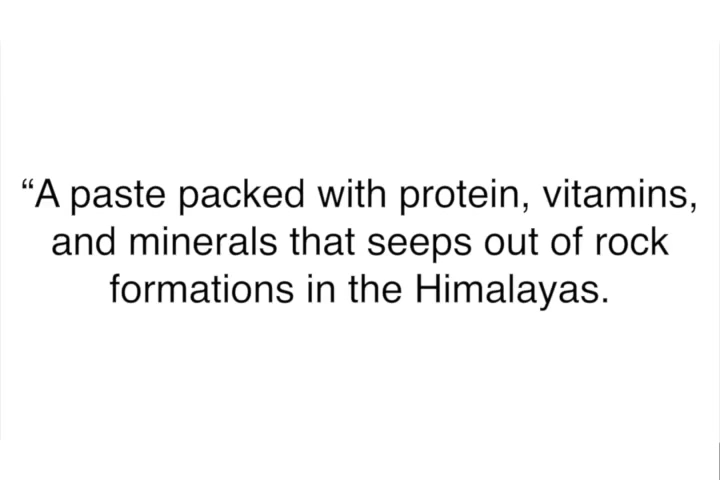 “A paste packed with protein, vitamins,
and minerals that seeps out of rock
formations in the Himalayas.